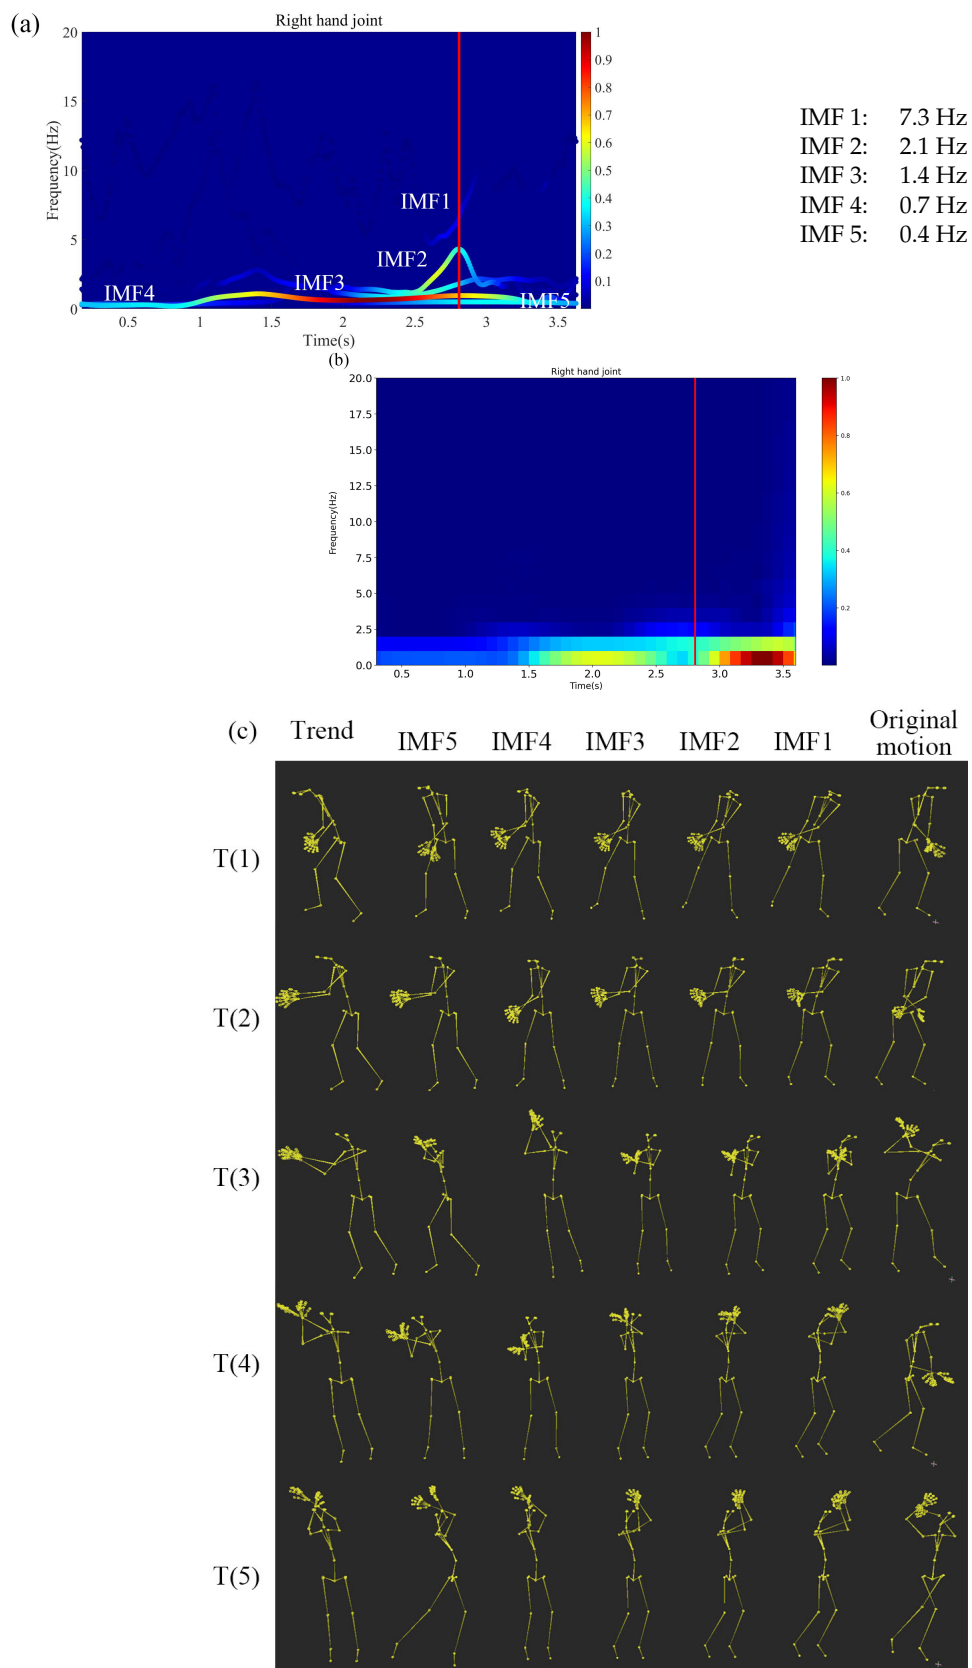 (a)
Right hand joint
20
15
10
5
0
Frequency(Hz)
IMF1
IMF2
IMF3
IMF4
IMF5
0.5 1 1.5 2 2.5 3 3.5
Time(s)
1
0.9
0.8
0.7
0.6
0.5
0.4
0.3
0.2
0.1
IMF 1: 7.3 Hz
IMF 2: 2.1 Hz
IMF 3: 1.4 Hz
IMF 4: 0.7 Hz
IMF 5: 0.4 Hz
(b)
Right hand joint
20.0
17.5
15.0
12.5
10.0
7.5
5.0
2.5
0.0
Frequency(Hz)
0.5 1.0 1.5 2.0 2.5 3.0 3.5
Time(s)
1.0
0.8
0.6
0.4
0.2
(c)
Trend IMF5 IMF4 IMF3 IMF2 IMF1 Original motion
T(1)
T(2)
T(3)
T(4)
T(5)